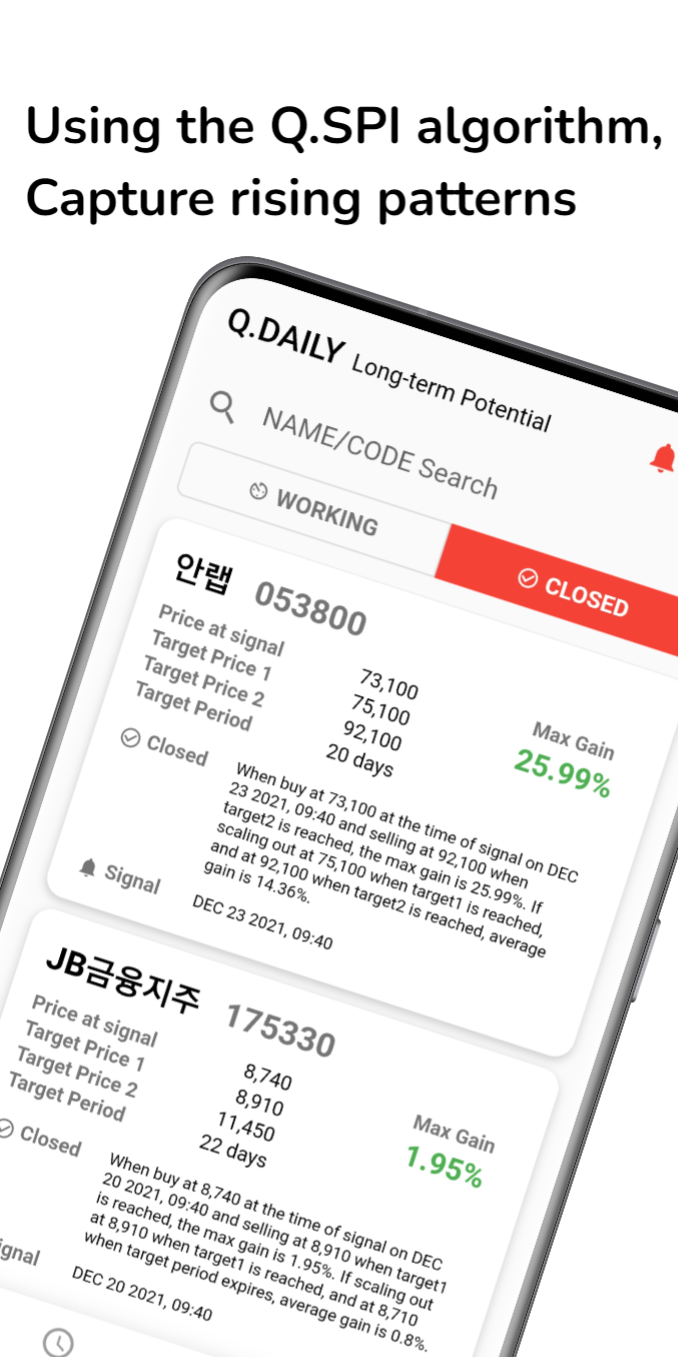 Using the Q.SPI algorithm,
Capture rising patterns
Q.DAILY Long-term Potential
NAME/CODE Search
WORKING
CLOSED
안랩 053800
Price at signal 73,100
Target Price 1 75,100
Target Price 2 92,100
Target Period 20 days
Max Gain
25.99%
Closed
When buy at 73,100 at the time of signal on DEC
23 2021, 09:40 and selling at 92,100 when
target2 is reached, the max gain is 25.99%. If
scaling out at 75,100 when target1 is reached,
and at 92,100 when target2 is reached, average
gain is 14.36%.
Signal DEC 23 2021, 09:40
JB금융지주 175330
Price at signal 8,740
Target Price 1 8,910
Target Price 2 11,450
Target Period 22 days
Max Gain
1.95%
Closed
When buy at 8,740 at the time of signal on DEC
20 2021, 09:40 and selling at 8,910 when target1
is reached, the max gain is 1.95%. If scaling out
at 8,910 when target1 is reached, and at 8,710
when target period expires, average gain is 0.8%.
ignal DEC 20 2021, 09:40